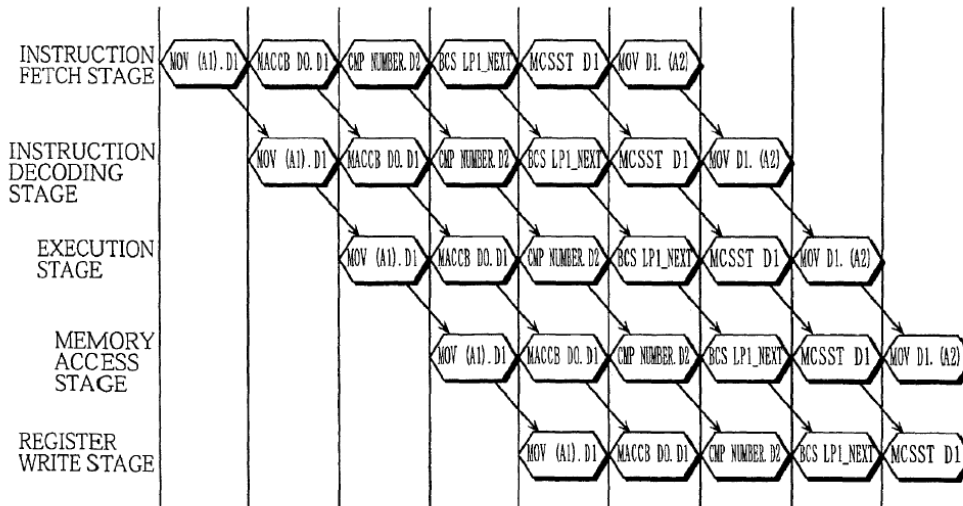 INSTRUCTION
FETCH STAGE
MOV (A1). D1
MACCB D0. D1
CMP NUMBER. D2
BCS LP1_NEXT
MCSST D1
MOV D1. (A2)
INSTRUCTION
DECODING
STAGE
MOV (A1). D1
MACCB D0. D1
CMP NUMBER. D2
BCS LP1_NEXT
MCSST D1
MOV D1. (A2)
EXECUTION
STAGE
MOV (A1). D1
MACCB D0. D1
CMP NUMBER. D2
BCS LP1_NEXT
MCSST D1
MOV D1. (A2)
MEMORY
ACCESS
STAGE
MOV (A1). D1
MACCB D0. D1
CMP NUMBER. D2
BCS LP1_NEXT
MCSST D1
MOV D1. (A2)
REGISTER
WRITE STAGE
MOV (A1). D1
MACCB D0. D1
CMP NUMBER. D2
BCS LP1_NEXT
MCSST D1